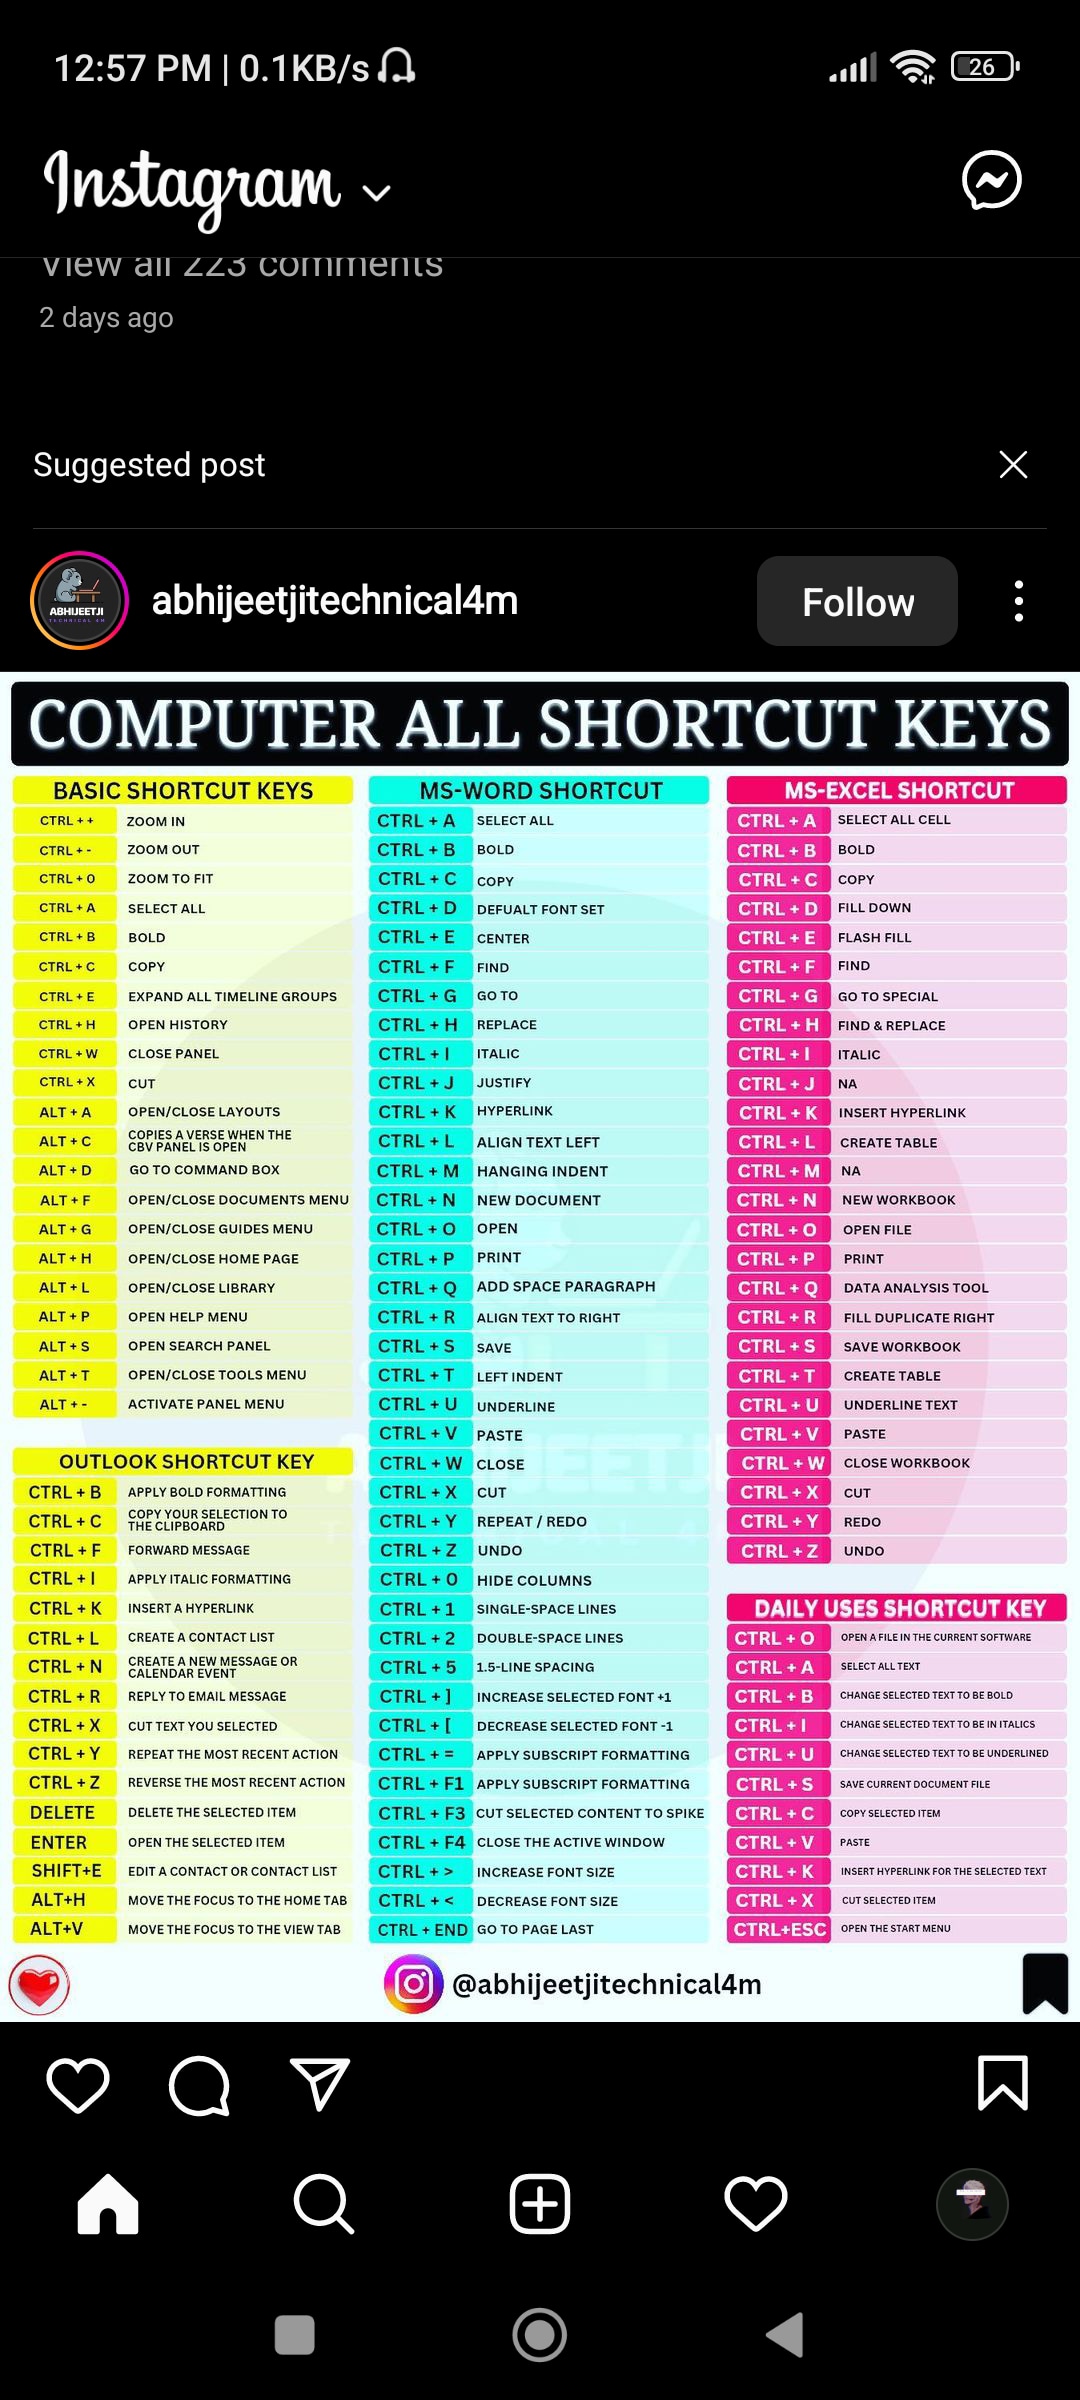 12:57 PM | 0.1KB/s
26
Instagram
View all 223 comments
2 days ago
Suggested post
ABHIJEETJI
TECHNICAL 4M
abhijeetjitechnical4m
Follow
COMPUTER ALL SHORTCUT KEYS
BASIC SHORTCUT KEYS
CTRL + + ZOOM IN
CTRL + - ZOOM OUT
CTRL + 0 ZOOM TO FIT
CTRL + A SELECT ALL
CTRL + B BOLD
CTRL + C COPY
CTRL + E EXPAND ALL TIMELINE GROUPS
CTRL + H OPEN HISTORY
CTRL + W CLOSE PANEL
CTRL + X CUT
ALT + A OPEN/CLOSE LAYOUTS
ALT + C COPIES A VERSE WHEN THE
CBV PANEL IS OPEN
ALT + D GO TO COMMAND BOX
ALT + F OPEN/CLOSE DOCUMENTS MENU
ALT + G OPEN/CLOSE GUIDES MENU
ALT + H OPEN/CLOSE HOME PAGE
ALT + L OPEN/CLOSE LIBRARY
ALT + P OPEN HELP MENU
ALT + S OPEN SEARCH PANEL
ALT + T OPEN/CLOSE TOOLS MENU
ALT + - ACTIVATE PANEL MENU
OUTLOOK SHORTCUT KEY
CTRL + B APPLY BOLD FORMATTING
CTRL + C COPY YOUR SELECTION TO
THE CLIPBOARD
CTRL + F FORWARD MESSAGE
CTRL + I APPLY ITALIC FORMATTING
CTRL + K INSERT A HYPERLINK
CTRL + L CREATE A CONTACT LIST
CTRL + N CREATE A NEW MESSAGE OR
CALENDAR EVENT
CTRL + R REPLY TO EMAIL MESSAGE
CTRL + X CUT TEXT YOU SELECTED
CTRL + Y REPEAT THE MOST RECENT ACTION
CTRL + Z REVERSE THE MOST RECENT ACTION
DELETE DELETE THE SELECTED ITEM
ENTER OPEN THE SELECTED ITEM
SHIFT+E EDIT A CONTACT OR CONTACT LIST
ALT+H MOVE THE FOCUS TO THE HOME TAB
ALT+V MOVE THE FOCUS TO THE VIEW TAB
MS-WORD SHORTCUT
CTRL + A SELECT ALL
CTRL + B BOLD
CTRL + C COPY
CTRL + D DEFUALT FONT SET
CTRL + E CENTER
CTRL + F FIND
CTRL + G GO TO
CTRL + H REPLACE
CTRL + I ITALIC
CTRL + J JUSTIFY
CTRL + K HYPERLINK
CTRL + L ALIGN TEXT LEFT
CTRL + M HANGING INDENT
CTRL + N NEW DOCUMENT
CTRL + O OPEN
CTRL + P PRINT
CTRL + Q ADD SPACE PARAGRAPH
CTRL + R ALIGN TEXT TO RIGHT
CTRL + S SAVE
CTRL + T LEFT INDENT
CTRL + U UNDERLINE
CTRL + V PASTE
CTRL + W CLOSE
CTRL + X CUT
CTRL + Y REPEAT / REDO
CTRL + Z UNDO
CTRL + 0 HIDE COLUMNS
CTRL + 1 SINGLE-SPACE LINES
CTRL + 2 DOUBLE-SPACE LINES
CTRL + 5 1.5-LINE SPACING
CTRL + ] INCREASE SELECTED FONT +1
CTRL + [ DECREASE SELECTED FONT -1
CTRL + = APPLY SUBSCRIPT FORMATTING
CTRL + F1 APPLY SUBSCRIPT FORMATTING
CTRL + F3 CUT SELECTED CONTENT TO SPIKE
CTRL + F4 CLOSE THE ACTIVE WINDOW
CTRL + > INCREASE FONT SIZE
CTRL + < DECREASE FONT SIZE
CTRL + END GO TO PAGE LAST
MS-EXCEL SHORTCUT
CTRL + A SELECT ALL CELL
CTRL + B BOLD
CTRL + C COPY
CTRL + D FILL DOWN
CTRL + E FLASH FILL
CTRL + F FIND
CTRL + G GO TO SPECIAL
CTRL + H FIND & REPLACE
CTRL + I ITALIC
CTRL + J NA
CTRL + K INSERT HYPERLINK
CTRL + L CREATE TABLE
CTRL + M NA
CTRL + N NEW WORKBOOK
CTRL + O OPEN FILE
CTRL + P PRINT
CTRL + Q DATA ANALYSIS TOOL
CTRL + R FILL DUPLICATE RIGHT
CTRL + S SAVE WORKBOOK
CTRL + T CREATE TABLE
CTRL + U UNDERLINE TEXT
CTRL + V PASTE
CTRL + W CLOSE WORKBOOK
CTRL + X CUT
CTRL + Y REDO
CTRL + Z UNDO
DAILY USES SHORTCUT KEY
CTRL + O OPEN A FILE IN THE CURRENT SOFTWARE
CTRL + A SELECT ALL TEXT
CTRL + B CHANGE SELECTED TEXT TO BE BOLD
CTRL + I CHANGE SELECTED TEXT TO BE IN ITALICS
CTRL + U CHANGE SELECTED TEXT TO BE UNDERLINED
CTRL + S SAVE CURRENT DOCUMENT FILE
CTRL + C COPY SELECTED ITEM
CTRL + V PASTE
CTRL + K INSERT HYPERLINK FOR THE SELECTED TEXT
CTRL + X CUT SELECTED ITEM
CTRL+ESC OPEN THE START MENU
@abhijeetjitechnical4m